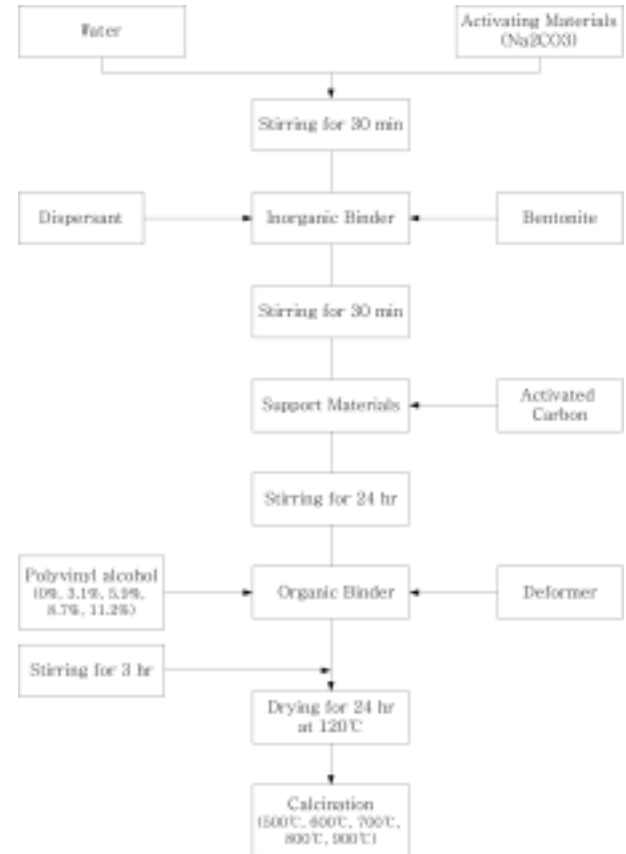 Water
Activating Materials
(Na2CO3)
Stirring for 30 min
Dispersant
Inorganic Binder
Bentonite
Stirring for 30 min
Support Materials
Activated
Carbon
Stirring for 24 hr
Polyvinyl alcohol
(0%, 3.1%, 5.9%,
8.7%, 11.2%)
Organic Binder
Deformer
Stirring for 3 hr
Drying for 24 hr
at 120℃
Calcination
(500℃, 600℃, 700℃,
800℃, 900℃)